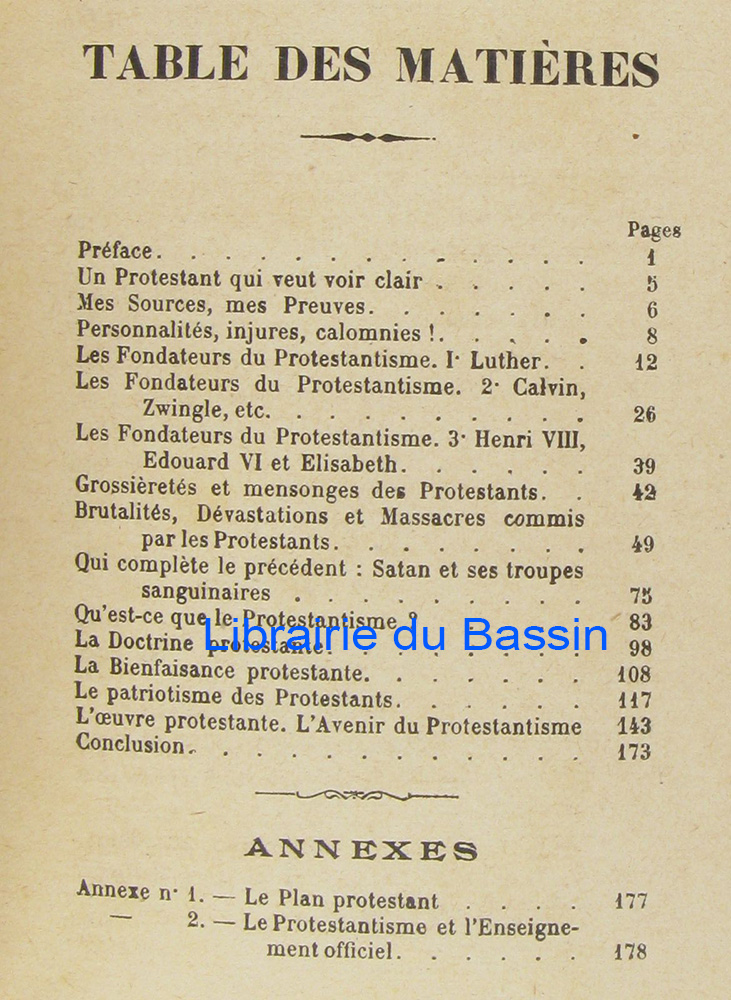 TABLE DES MATIÈRES
Pages
Préface. . . . . . . . . . . 1
Un Protestant qui veut voir clair . . . . . 5
Mes Sources, mes Preuves. . . . . . . 6
Personnalités, injures, calomnies !. . . . . 8
Les Fondateurs du Protestantisme. I· Luther. . 12
Les Fondateurs du Protestantisme. 2· Calvin,
Zwingle, etc. . . . . . . . . . 26
Les Fondateurs du Protestantisme. 3· Henri VIII,
Edouard VI et Elisabeth. . . . . . 39
Grossièretés et mensonges des Protestants. . 42
Brutalités, Dévastations et Massacres commis
par les Protestants. . . . . . . . 49
Qui complète le précédent : Satan et ses troupes
sanguinaires . . . . . . . . . 75
Qu'est-ce que le Protestantisme ? . . . . 83
La Doctrine protestante. . . . . . . 98
Librairie du Bassin
La Bienfaisance protestante. . . . . . 108
Le patriotisme des Protestants. . . . . . 117
L'œuvre protestante. L'Avenir du Protestantisme 143
Conclusion. . . . . . . . . . . 173
ANNEXES
Annexe n· 1. — Le Plan protestant . . . . 177
— 2. — Le Protestantisme et l'Enseigne-
ment officiel. . . . . . 178